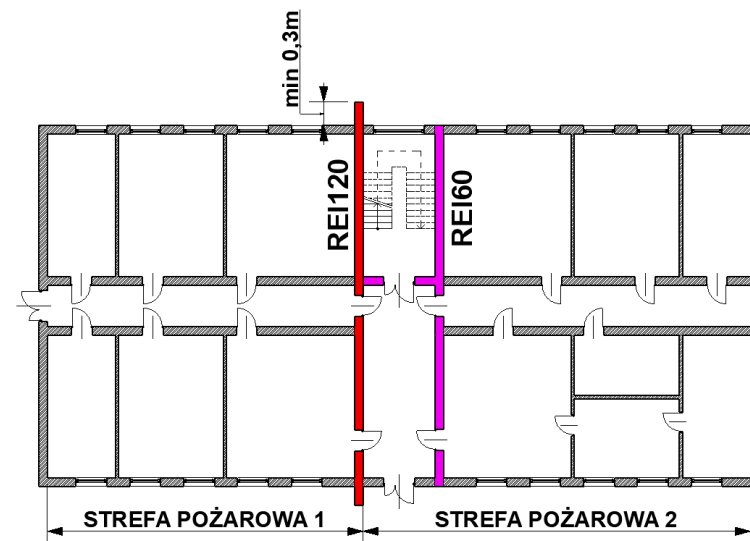 min 0,3m
REI120
REI60
STREFA POŻAROWA 1
STREFA POŻAROWA 2